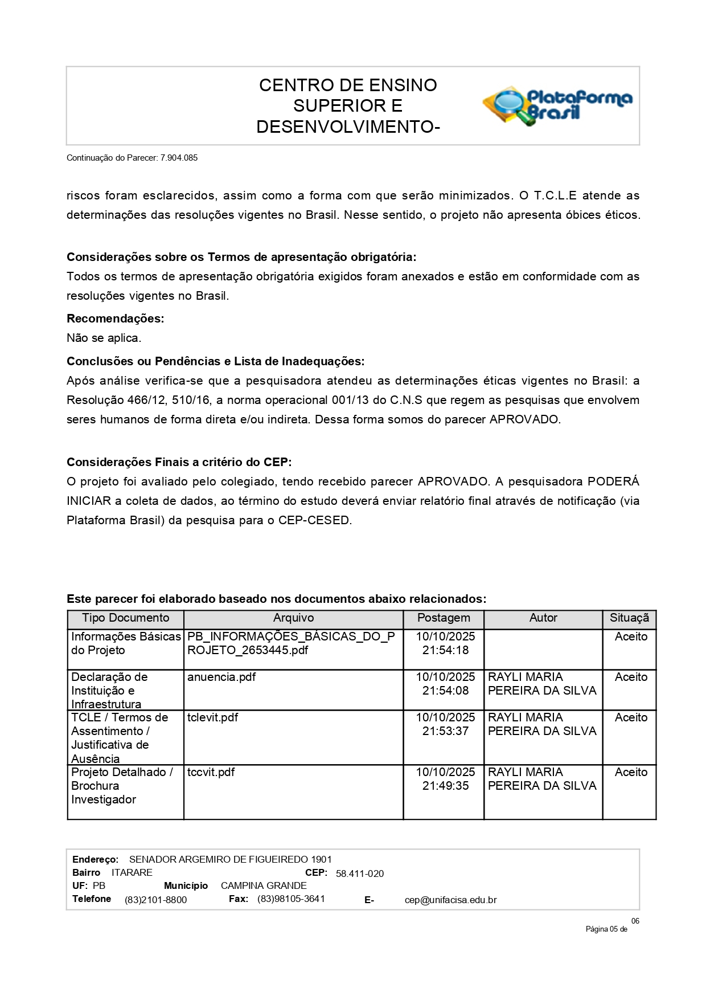 CENTRO DE ENSINO
SUPERIOR E
DESENVOLVIMENTO-
Plataforma
Brasil
Continuação do Parecer: 7.904.085
riscos foram esclarecidos, assim como a forma com que serão minimizados. O T.C.L.E atende as
determinações das resoluções vigentes no Brasil. Nesse sentido, o projeto não apresenta óbices éticos.
Considerações sobre os Termos de apresentação obrigatória:
Todos os termos de apresentação obrigatória exigidos foram anexados e estão em conformidade com as
resoluções vigentes no Brasil.
Recomendações:
Não se aplica.
Conclusões ou Pendências e Lista de Inadequações:
Após análise verifica-se que a pesquisadora atendeu as determinações éticas vigentes no Brasil: a
Resolução 466/12, 510/16, a norma operacional 001/13 do C.N.S que regem as pesquisas que envolvem
seres humanos de forma direta e/ou indireta. Dessa forma somos do parecer APROVADO.
Considerações Finais a critério do CEP:
O projeto foi avaliado pelo colegiado, tendo recebido parecer APROVADO. A pesquisadora PODERÁ
INICIAR a coleta de dados, ao término do estudo deverá enviar relatório final através de notificação (via
Plataforma Brasil) da pesquisa para o CEP-CESED.
Este parecer foi elaborado baseado nos documentos abaixo relacionados:
Tipo Documento Arquivo Postagem Autor Situaçã
Informações Básicas PB_INFORMAÇÕES_BÁSICAS_DO_P 10/10/2025 Aceito
do Projeto ROJETO_2653445.pdf 21:54:18
Declaração de anuencia.pdf 10/10/2025 RAYLI MARIA Aceito
Instituição e 21:54:08 PEREIRA DA SILVA
Infraestrutura
TCLE / Termos de tclevit.pdf 10/10/2025 RAYLI MARIA Aceito
Assentimento / 21:53:37 PEREIRA DA SILVA
Justificativa de
Ausência
Projeto Detalhado / tccvit.pdf 10/10/2025 RAYLI MARIA Aceito
Brochura 21:49:35 PEREIRA DA SILVA
Investigador
Endereço: SENADOR ARGEMIRO DE FIGUEIREDO 1901
Bairro ITARARE CEP: 58.411-020
UF: PB Município CAMPINA GRANDE
Telefone (83)2101-8800 Fax: (83)98105-3641 E- cep@unifacisa.edu.br
Página 05 de 06